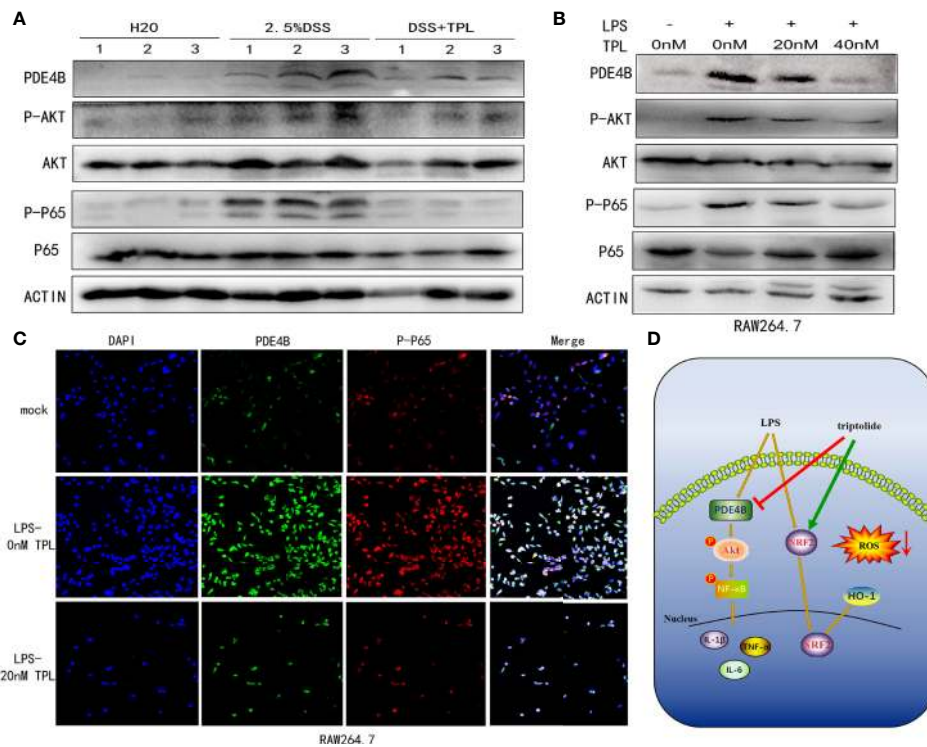 A
H2O 2.5%DSS DSS+TPL
1 2 3 1 2 3 1 2 3
PDE4B
P-AKT
AKT
P-P65
P65
ACTIN
B
LPS - + + +
TPL 0nM 0nM 20nM 40nM
PDE4B
P-AKT
AKT
P-P65
P65
ACTIN
RAW264.7
C
DAPI PDE4B P-P65 Merge
mock
LPS-
0nM TPL
LPS-
20nM TPL
RAW264.7
D
LPS triptolide
PDE4B
P
Akt
NRF2
ROS
P
NF-κB
HO-1
Nucleus
IL-1β
TNF-α
NRF2
IL-6